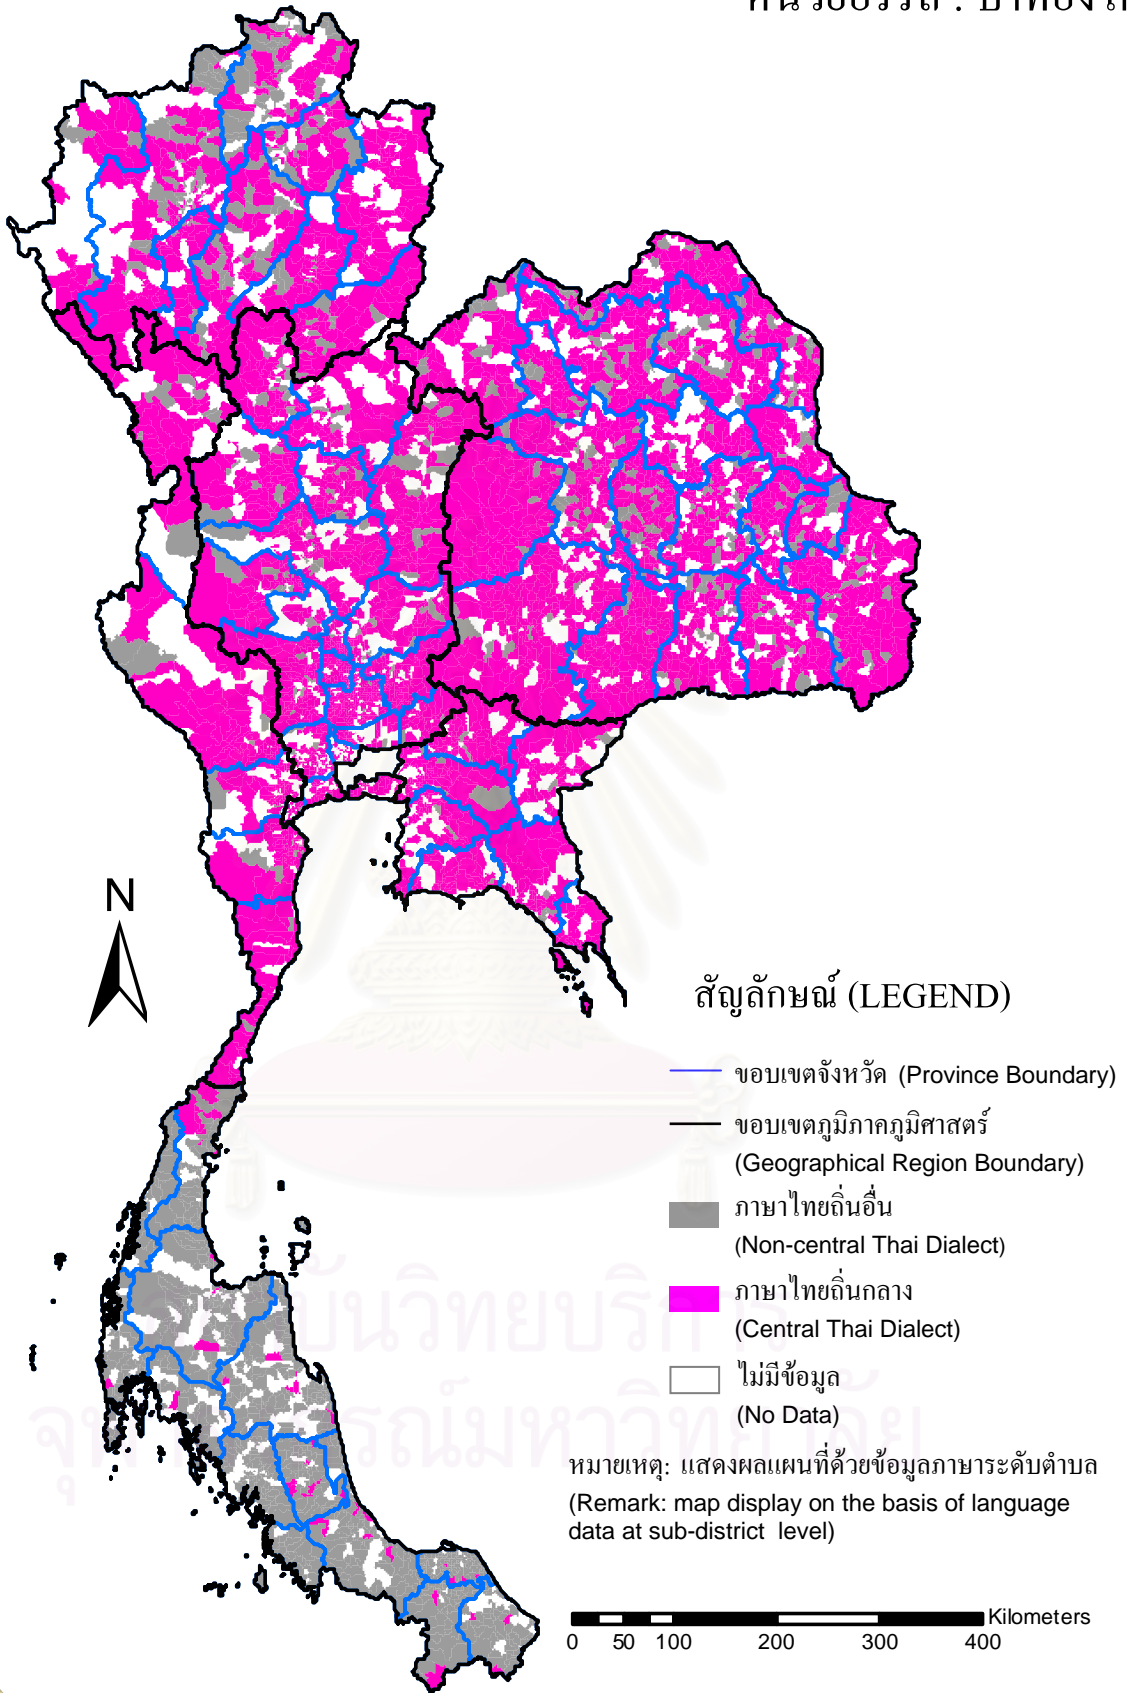 N
สัญลักษณ์ (LEGEND)
ขอบเขตจังหวัด (Province Boundary)
ขอบเขตภูมิภาคภูมิศาสตร์
(Geographical Region Boundary)
ภาษาไทยถิ่นอื่น
(Non-central Thai Dialect)
ภาษาไทยถิ่นกลาง
(Central Thai Dialect)
ไม่มีข้อมูล
(No Data)
หมายเหตุ: แสดงผลแผนที่ด้วยข้อมูลภาษาระดับตำบล
(Remark: map display on the basis of language
data at sub-district level)
Kilometers
0 50 100 200 300 400